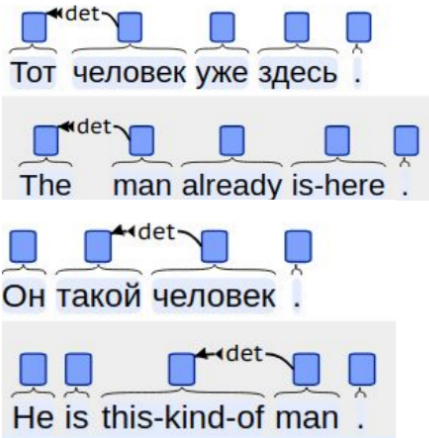 det
Тот человек уже здесь .
det
The man already is-here .
det
Он такой человек .
det
He is this-kind-of man .